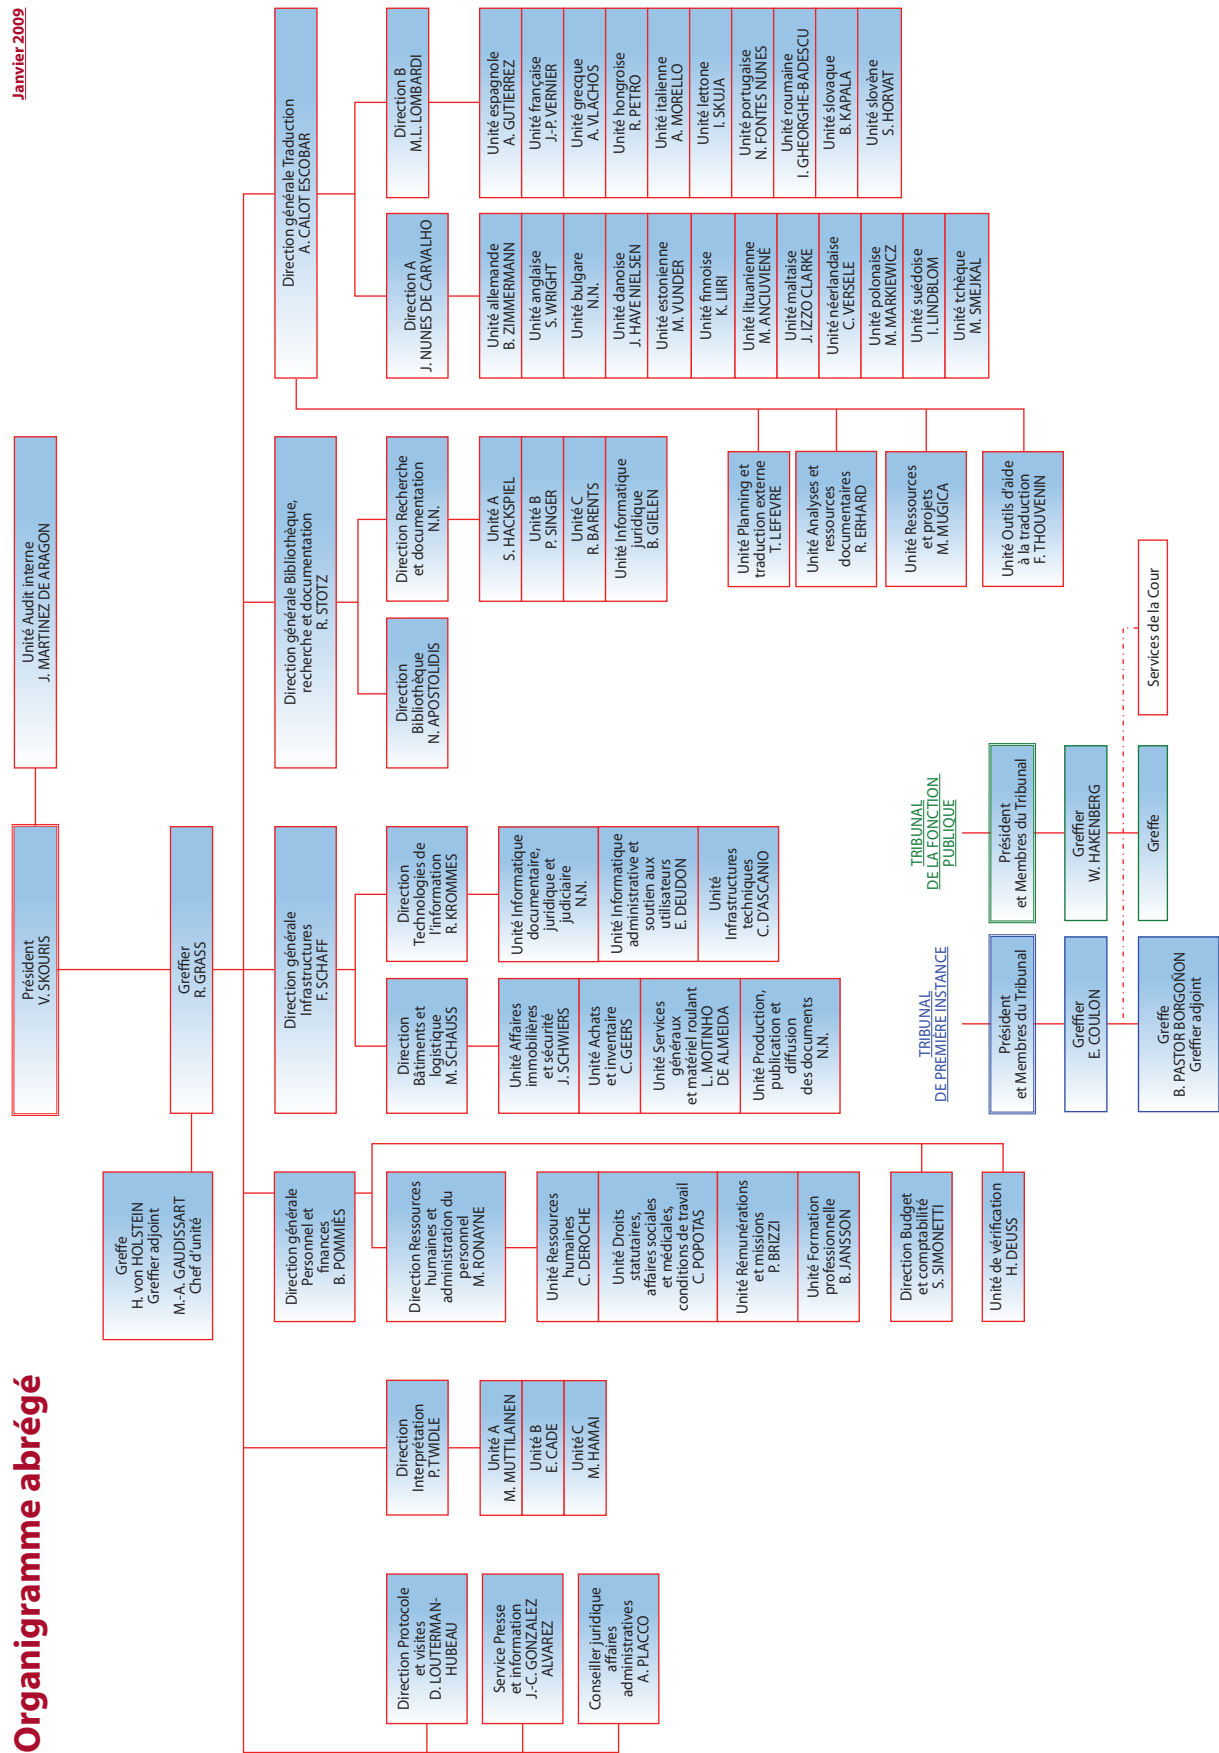 Organigramme abrégé
Janvier 2009
Président
V. SKOURIS
Unité Audit interne
J. MARTINEZ DE ARAGON
Greffe
H. von HOLSTEIN
Greffier adjoint
M.-A. GAUDISSART
Chef d'unité
Greffier
R. GRASS
Direction Protocole
et visites
D. LOUTERMAN-
HUBEAU
Service Presse
et information
J.-C. GONZALEZ
ALVAREZ
Conseiller juridique
affaires
administratives
A. PLACCO
Direction
Interprétation
P. TWIDLE
Unité A
M. MUTTILAINEN
Unité B
E. CADE
Unité C
M. HAMAI
Direction générale
Personnel et
finances
B. POMMIÈS
Direction Ressources
humaines et
administration du
personnel
M. RONAYNE
Unité Ressources
humaines
C. DEROCHE
Unité Droits
statutaires,
affaires sociales
et médicales,
conditions de travail
C. POPOTAS
Unité Rémunérations
et missions
P. BRIZZI
Unité Formation
professionnelle
B. JANSSON
Direction Budget
et comptabilité
S. SIMONETTI
Unité de vérification
H. DEUSS
Direction générale
Infrastructures
F. SCHAFF
Direction
Bâtiments et
logistique
M. SCHAUSS
Unité Affaires
immobilières
et sécurité
J. SCHWIERS
Unité Achats
et inventaire
C. GEERS
Unité Services
généraux
et matériel roulant
L. MOITINHO
DE ALMEIDA
Unité Production,
publication et
diffusion
des documents
N.N.
Direction
Technologies de
l'information
R. KROMMES
Unité Informatique
documentaire,
juridique et
judiciaire
N.N.
Unité Informatique
administrative et
soutien aux
utilisateurs
E. DEUDON
Unité
Infrastructures
techniques
C. D'ASCANIO
Direction générale Bibliothèque,
recherche et documentation
R. STOTZ
Direction
Bibliothèque
N. APOSTOLIDIS
Direction Recherche
et documentation
N.N.
Unité A
S. HACKSPIEL
Unité B
P. SINGER
Unité C
R. BARENTS
Unité Informatique
juridique
B. GIELEN
Direction générale Traduction
A. CALOT ESCOBAR
Direction A
J. NUNES DE CARVALHO
Unité allemande
B. ZIMMERMANN
Unité anglaise
S. WRIGHT
Unité bulgare
N.N.
Unité danoise
J. HAVE NIELSEN
Unité estonienne
M. VUNDER
Unité finnoise
K. LIIRI
Unité lituanienne
M. ANCIUVIENĖ
Unité maltaise
J. IZZO CLARKE
Unité néerlandaise
C. VERSELE
Unité polonaise
M. MARKIEWICZ
Unité suédoise
I. LINDBLOM
Unité tchèque
M. SMEJKAL
Direction B
M.L. LOMBARDI
Unité espagnole
A. GUTIERREZ
Unité française
J.-P. VERNIER
Unité grecque
A. VLACHOS
Unité hongroise
R. PETRO
Unité italienne
A. MORELLO
Unité lettone
I. SKUJA
Unité portugaise
N. FONTES NUNES
Unité roumaine
I. GHEORGHE-BADESCU
Unité slovaque
B. KAPALA
Unité slovène
S. HORVAT
Unité Planning et
traduction externe
T. LEFEVRE
Unité Analyses et
ressources
documentaires
R. ERHARD
Unité Ressources
et projets
M. MUGICA
Unité Outils d'aide
à la traduction
F. THOUVENIN
TRIBUNAL
DE PREMIÈRE INSTANCE
Président
et Membres du Tribunal
Greffier
E. COULON
Greffe
B. PASTOR BORGOÑON
Greffier adjoint
TRIBUNAL
DE LA FONCTION
PUBLIQUE
Président
et Membres du Tribunal
Greffier
W. HAKENBERG
Greffe
Services de la Cour